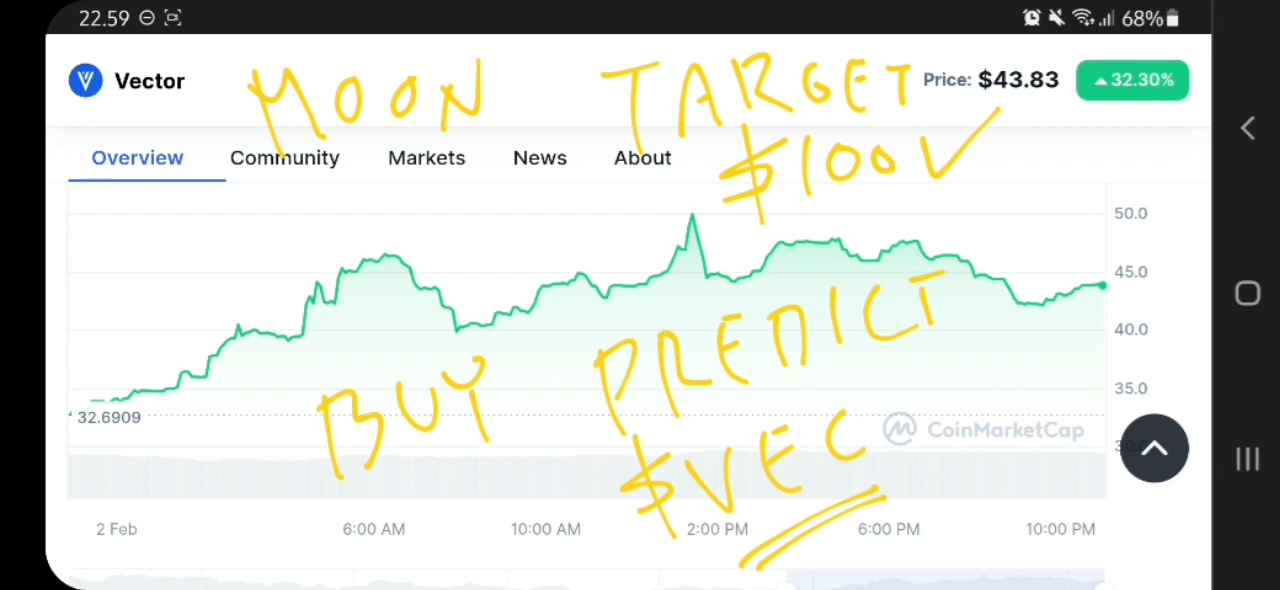 22.59 68%
Vector Price: $43.83 32.30%
MOON TARGET
$100
Overview Community Markets News About
50.0
45.0
40.0
35.0
32.6909
30.0
BUY PREDICT
$VEC
CoinMarketCap
2 Feb 6:00 AM 10:00 AM 2:00 PM 6:00 PM 10:00 PM